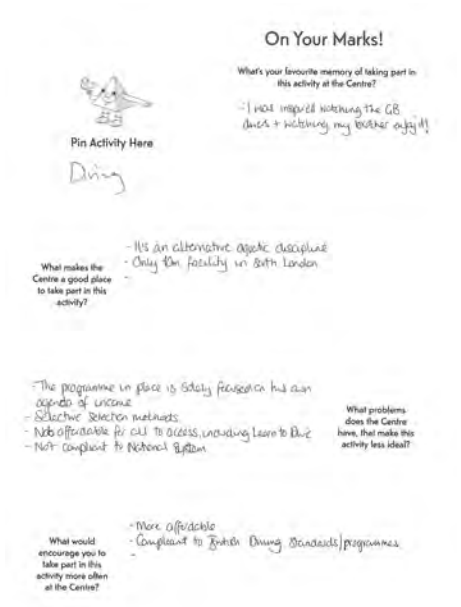 On Your Marks!
What's your favourite memory of taking part in
this activity at the Centre?
- I was inspired watching the GB
divers + watching my brother enjoy it!
Pin Activity Here
Diving
What makes the
Centre a good place
to take part in this
activity?
- It's an alternative aquatic discipline
- Only 10m facility in South London
-
- The programme in place is solely focused on his own
agenda of income
- Selective selection methods
- Not affordable for all to access, including Learn to Dive
- Not compliant to National System
What problems
does the Centre
have, that make this
activity less ideal?
What would
encourage you to
take part in this
activity more often
at the Centre?
- More affordable
- Compliant to British Diving Standards/programmes
-